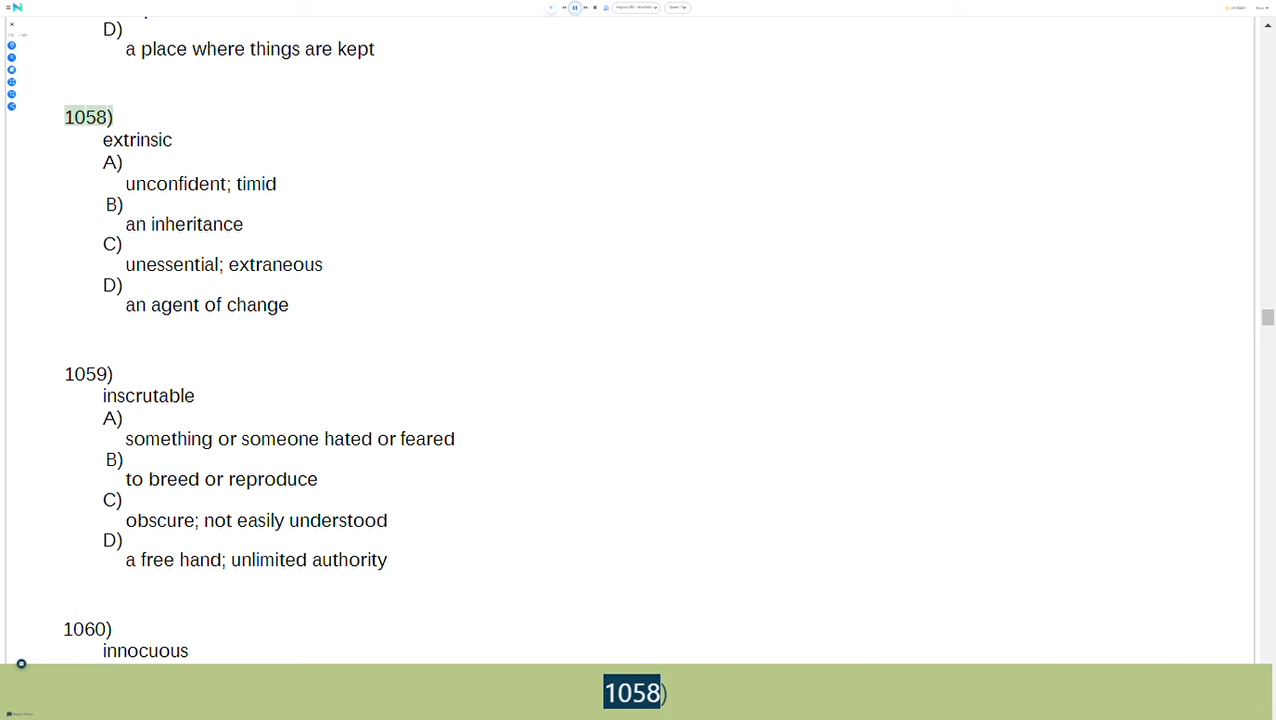 D)
a place where things are kept
1058)
extrinsic
A)
unconfident; timid
B)
an inheritance
C)
unessential; extraneous
D)
an agent of change
1059)
inscrutable
A)
something or someone hated or feared
B)
to breed or reproduce
C)
obscure; not easily understood
D)
a free hand; unlimited authority
1060)
innocuous
1058)